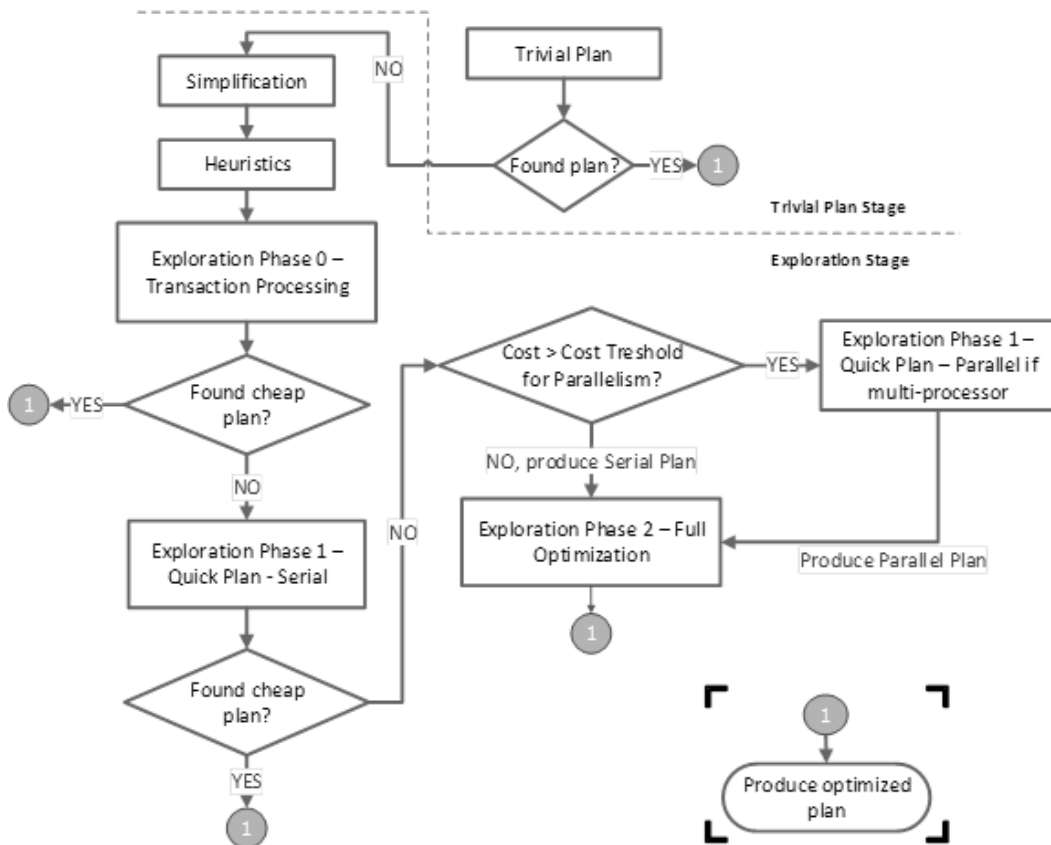 Trivial Plan
NO
Simplification
Found plan?
YES
1
Heuristics
Trivial Plan Stage
Exploration Stage
Exploration Phase 0 –
Transaction Processing
Cost > Cost Treshold
for Parallelism?
YES
Exploration Phase 1 –
Quick Plan – Parallel if
multi-processor
Found cheap
plan?
YES
1
NO
NO, produce Serial Plan
NO
Exploration Phase 1 –
Quick Plan - Serial
Exploration Phase 2 – Full
Optimization
Produce Parallel Plan
1
Found cheap
plan?
YES
1
1
Produce optimized
plan